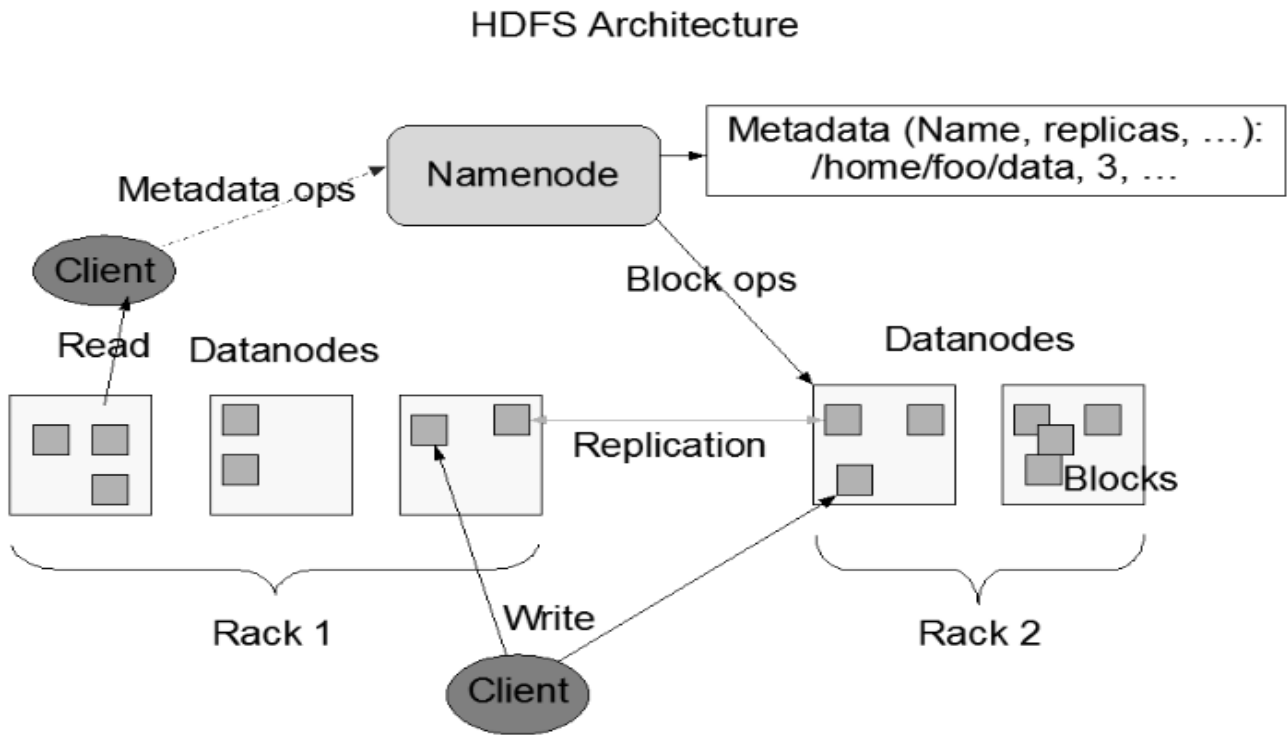 HDFS Architecture
Metadata (Name, replicas, …):
/home/foo/data, 3, …
Namenode
Metadata ops
Client
Block ops
Read
Datanodes
Datanodes
Replication
Blocks
Rack 1
Write
Rack 2
Client